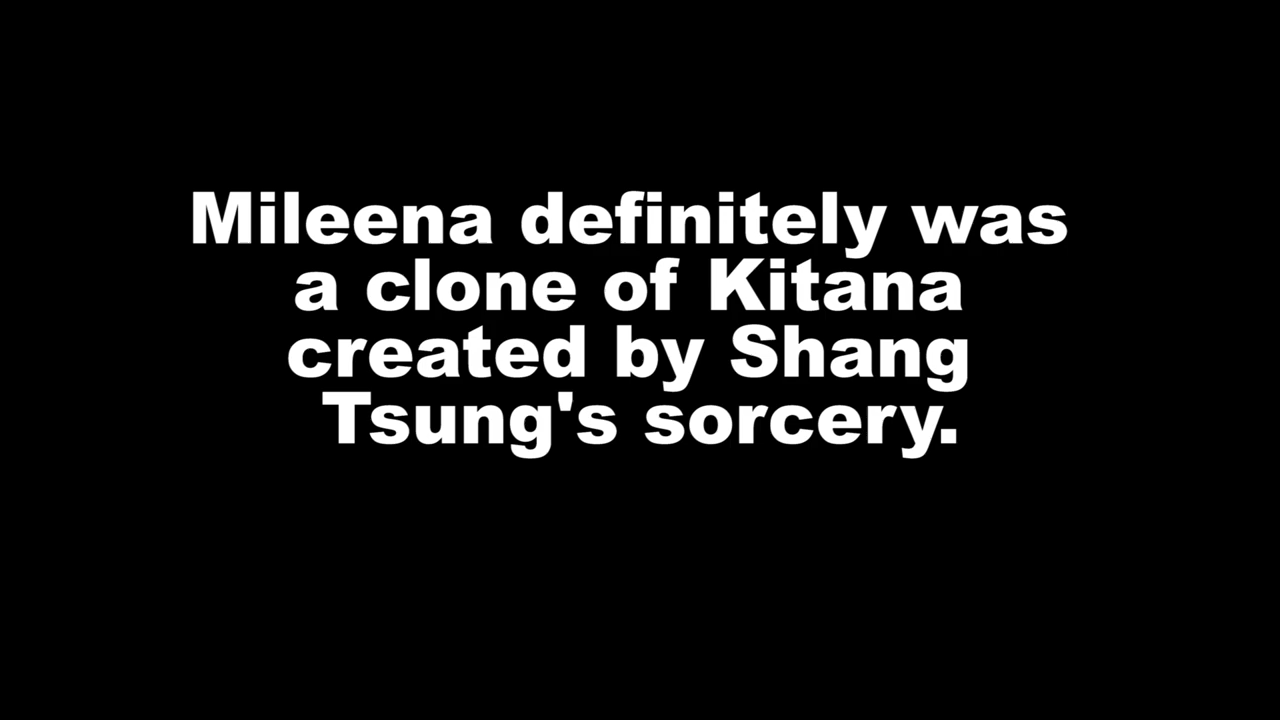 Mileena definitely was
a clone of Kitana
created by Shang
Tsung's sorcery.